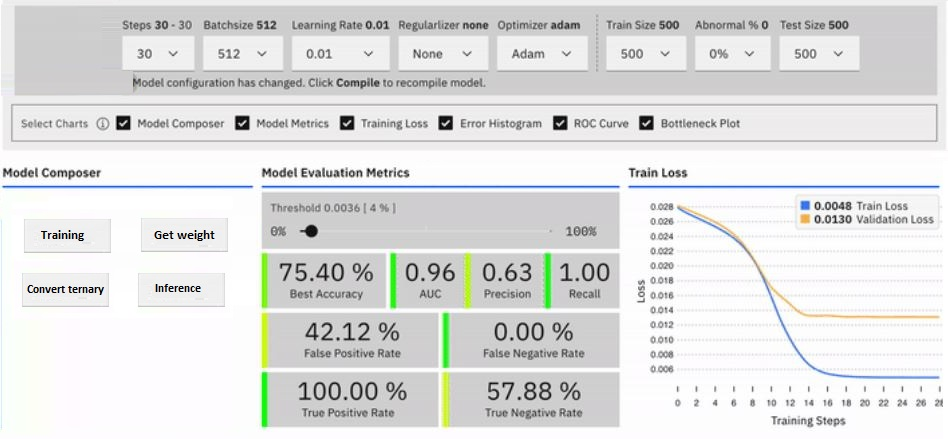 Steps 30 - 30 Batchsize 512 Learning Rate 0.01 Regularlizer none Optimizer adam Train Size 500 Abnormal % 0 Test Size 500
30 512 0.01 None Adam 500 0% 500
Model configuration has changed. Click Compile to recompile model.
Select Charts Model Composer Model Metrics Training Loss Error Histogram ROC Curve Bottleneck Plot
Model Composer
Training Get weight
Convert ternary Inference
Model Evaluation Metrics
Threshold 0.0036 [ 4 % ]
0% 100%
75.40 % 0.96 0.63 1.00
Best Accuracy AUC Precision Recall
42.12 % 0.00 %
False Positive Rate False Negative Rate
100.00 % 57.88 %
True Positive Rate True Negative Rate
Train Loss
0.0048 Train Loss
0.0130 Validation Loss
0.028
0.026
0.024
0.022
0.020
0.018
0.016
0.014
0.012
0.010
0.008
0.006
Loss
0 2 4 6 8 10 12 14 16 18 20 22 24 26 28
Training Steps